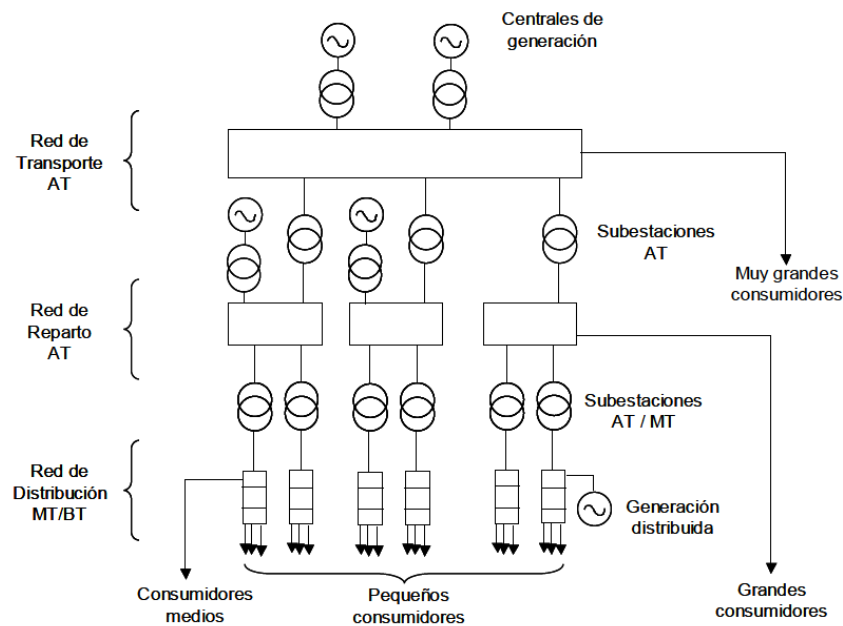 Centrales de
generación
Red de
Transporte
AT
Subestaciones
AT
Muy grandes
consumidores
Red de
Reparto
AT
Subestaciones
AT / MT
Red de
Distribución
MT/BT
Generación
distribuida
Consumidores
medios
Pequeños
consumidores
Grandes
consumidores